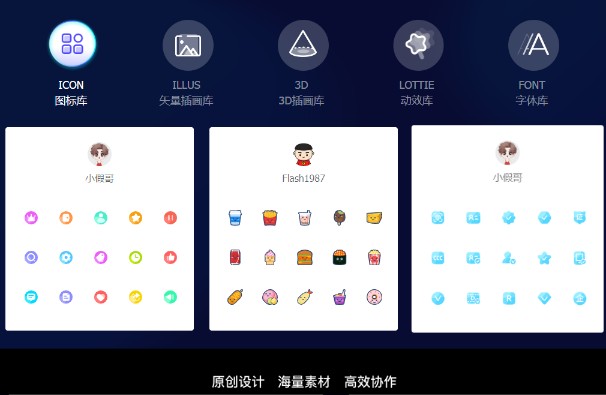 ICON
图标库
ILLUS
矢量插画库
3D
3D插画库
LOTTIE
动效库
FONT
字体库
小假哥
Flash1987
小假哥
原创设计 海量素材 高效协作